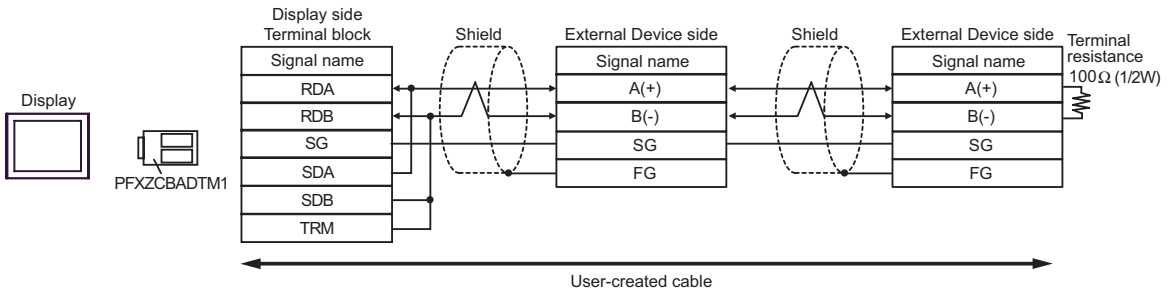 Display
PFXZCBADTM1
Display side
Terminal block
Signal name
RDA
RDB
SG
SDA
SDB
TRM
Shield
External Device side
Signal name
A(+)
B(-)
SG
FG
Shield
External Device side
Signal name
A(+)
B(-)
SG
FG
Terminal
resistance
100Ω (1/2W)
User-created cable